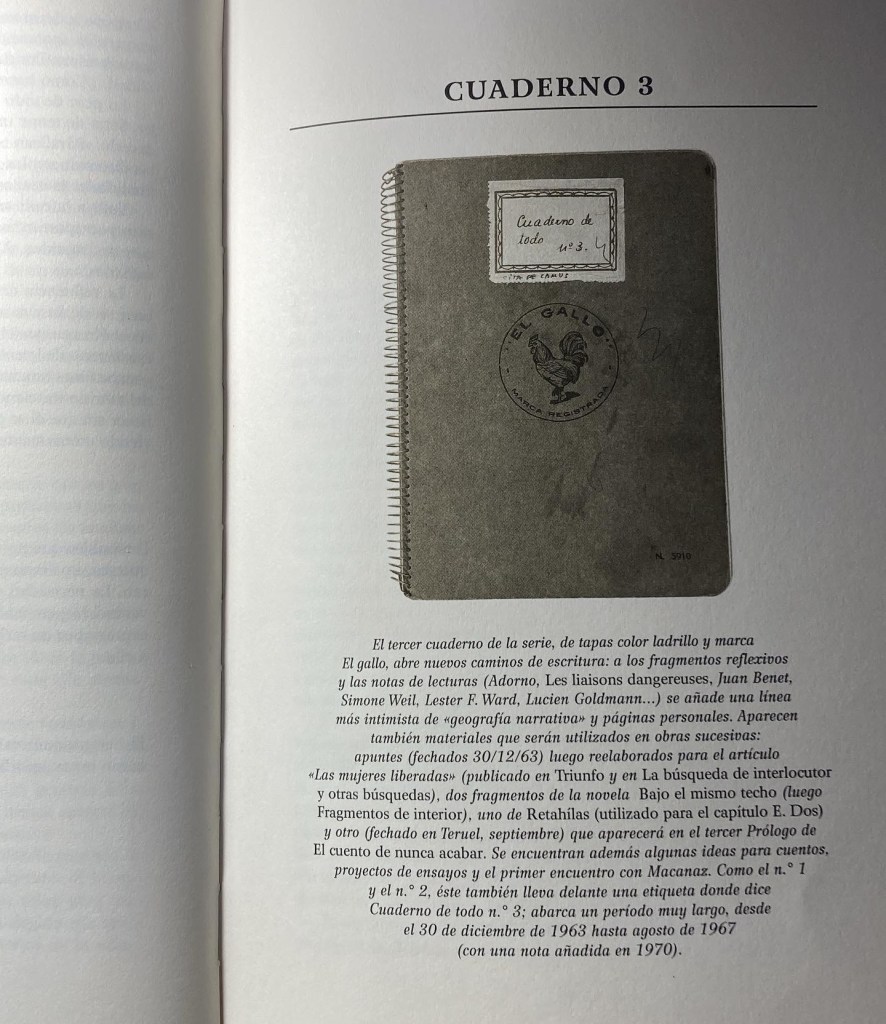 CUADERNO 3
Cuaderno de
todo nº 3.
DE CAMUS
EL GALLO
MARCA REGISTRADA
N. 5910
El tercer cuaderno de la serie, de tapas color ladrillo y marca
El gallo, abre nuevos caminos de escritura: a los fragmentos reflexivos
y las notas de lecturas (Adorno, Les liaisons dangereuses, Juan Benet,
Simone Weil, Lester F. Ward, Lucien Goldmann...) se añade una línea
más intimista de «geografía narrativa» y páginas personales. Aparecen
también materiales que serán utilizados en obras sucesivas:
apuntes (fechados 30/12/63) luego reelaborados para el artículo
«Las mujeres liberadas» (publicado en Triunfo y en La búsqueda de interlocutor
y otras búsquedas), dos fragmentos de la novela Bajo el mismo techo (luego
Fragmentos de interior), uno de Retahílas (utilizado para el capítulo E. Dos)
y otro (fechado en Teruel, septiembre) que aparecerá en el tercer Prólogo de
El cuento de nunca acabar. Se encuentran además algunas ideas para cuentos,
proyectos de ensayos y el primer encuentro con Macanaz. Como el n.° 1
y el n.° 2, éste también lleva delante una etiqueta donde dice
Cuaderno de todo n.° 3; abarca un período muy largo, desde
el 30 de diciembre de 1963 hasta agosto de 1967
(con una nota añadida en 1970).